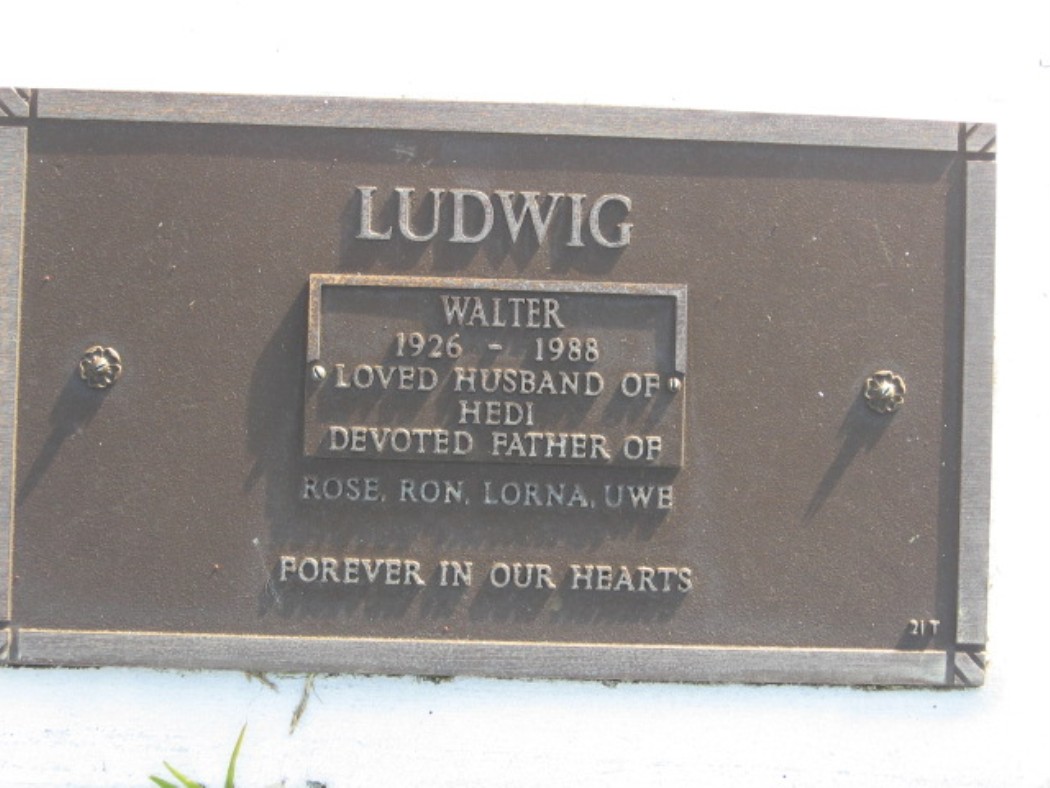 LUDWIG
WALTER
1926 - 1988
LOVED HUSBAND OF
HEDI
DEVOTED FATHER OF
ROSE, RON, LORNA, UWE
FOREVER IN OUR HEARTS
21 T